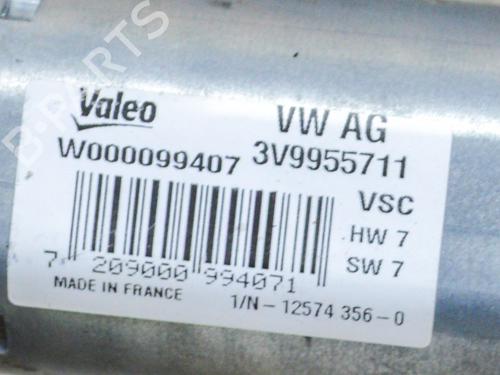 B-PARTS
Valeo
VW AG
W000099407
3V9955711
VSC
HW 7
SW 7
7 209000 994071
MADE IN FRANCE
1/N - 12574 356 - 0